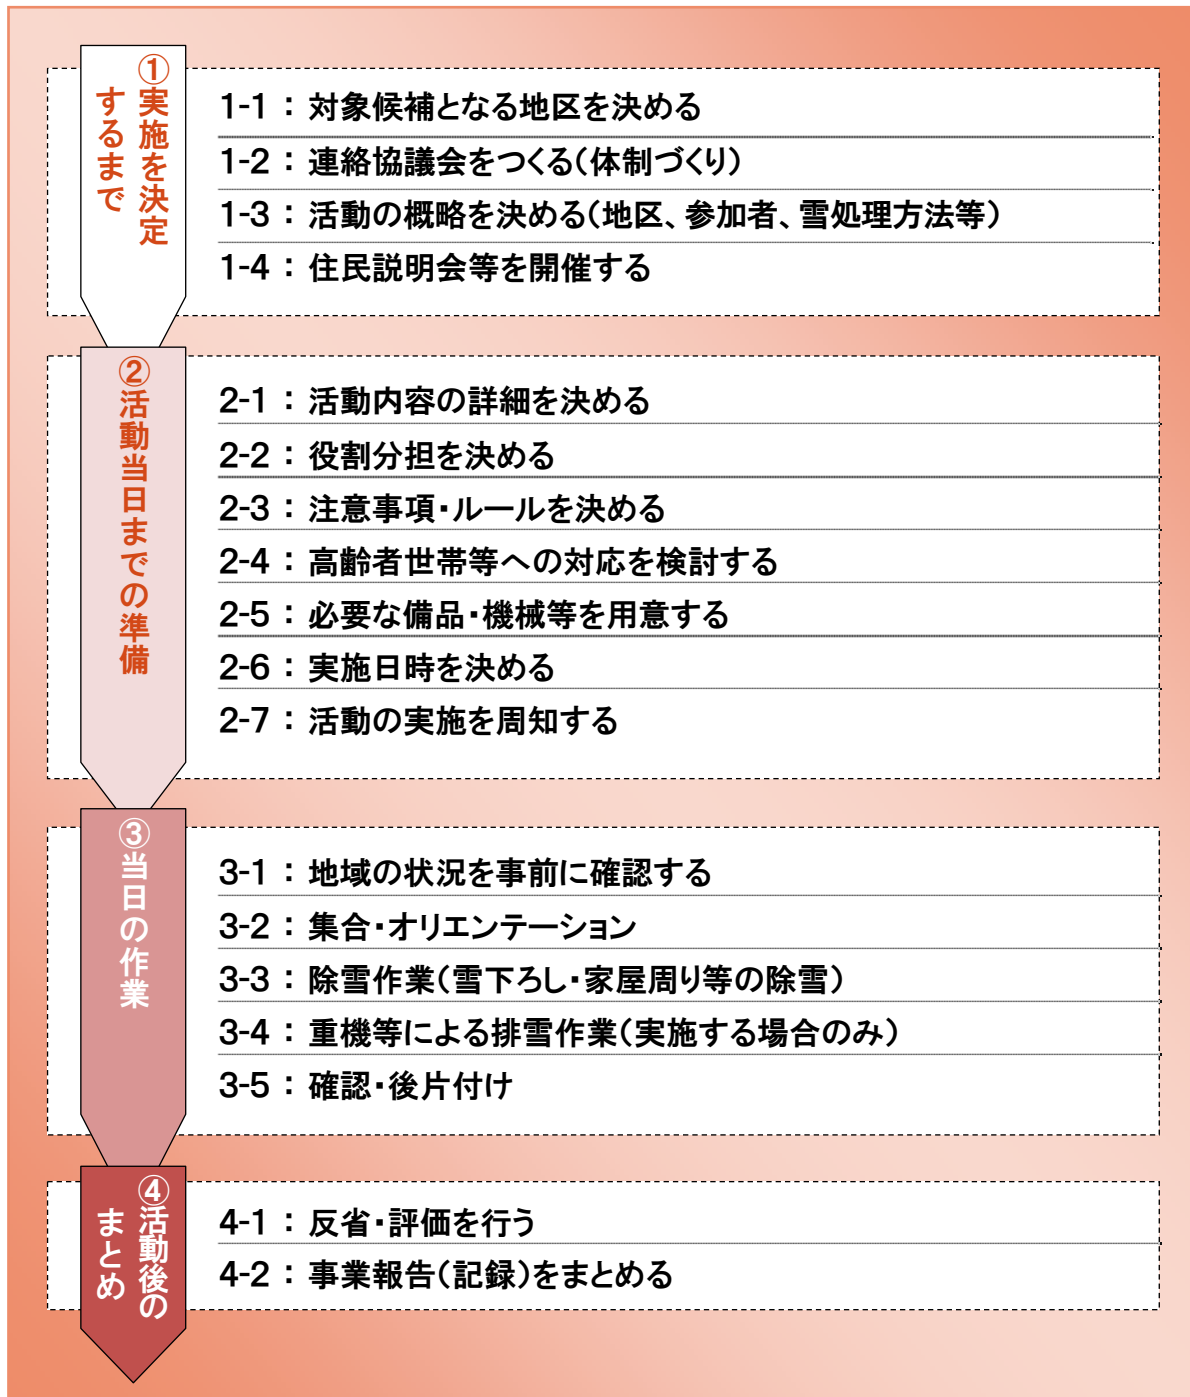 ①実施を決定
するまで
1-1 : 対象候補となる地区を決める
1-2 : 連絡協議会をつくる(体制づくり)
1-3 : 活動の概略を決める(地区、参加者、雪処理方法等)
1-4 : 住民説明会等を開催する
②活動当日までの準備
2-1 : 活動内容の詳細を決める
2-2 : 役割分担を決める
2-3 : 注意事項・ルールを決める
2-4 : 高齢者世帯等への対応を検討する
2-5 : 必要な備品・機械等を用意する
2-6 : 実施日時を決める
2-7 : 活動の実施を周知する
③当日の作業
3-1 : 地域の状況を事前に確認する
3-2 : 集合・オリエンテーション
3-3 : 除雪作業(雪下ろし・家屋周り等の除雪)
3-4 : 重機等による排雪作業(実施する場合のみ)
3-5 : 確認・後片付け
④活動後の
まとめ
4-1 : 反省・評価を行う
4-2 : 事業報告(記録)をまとめる